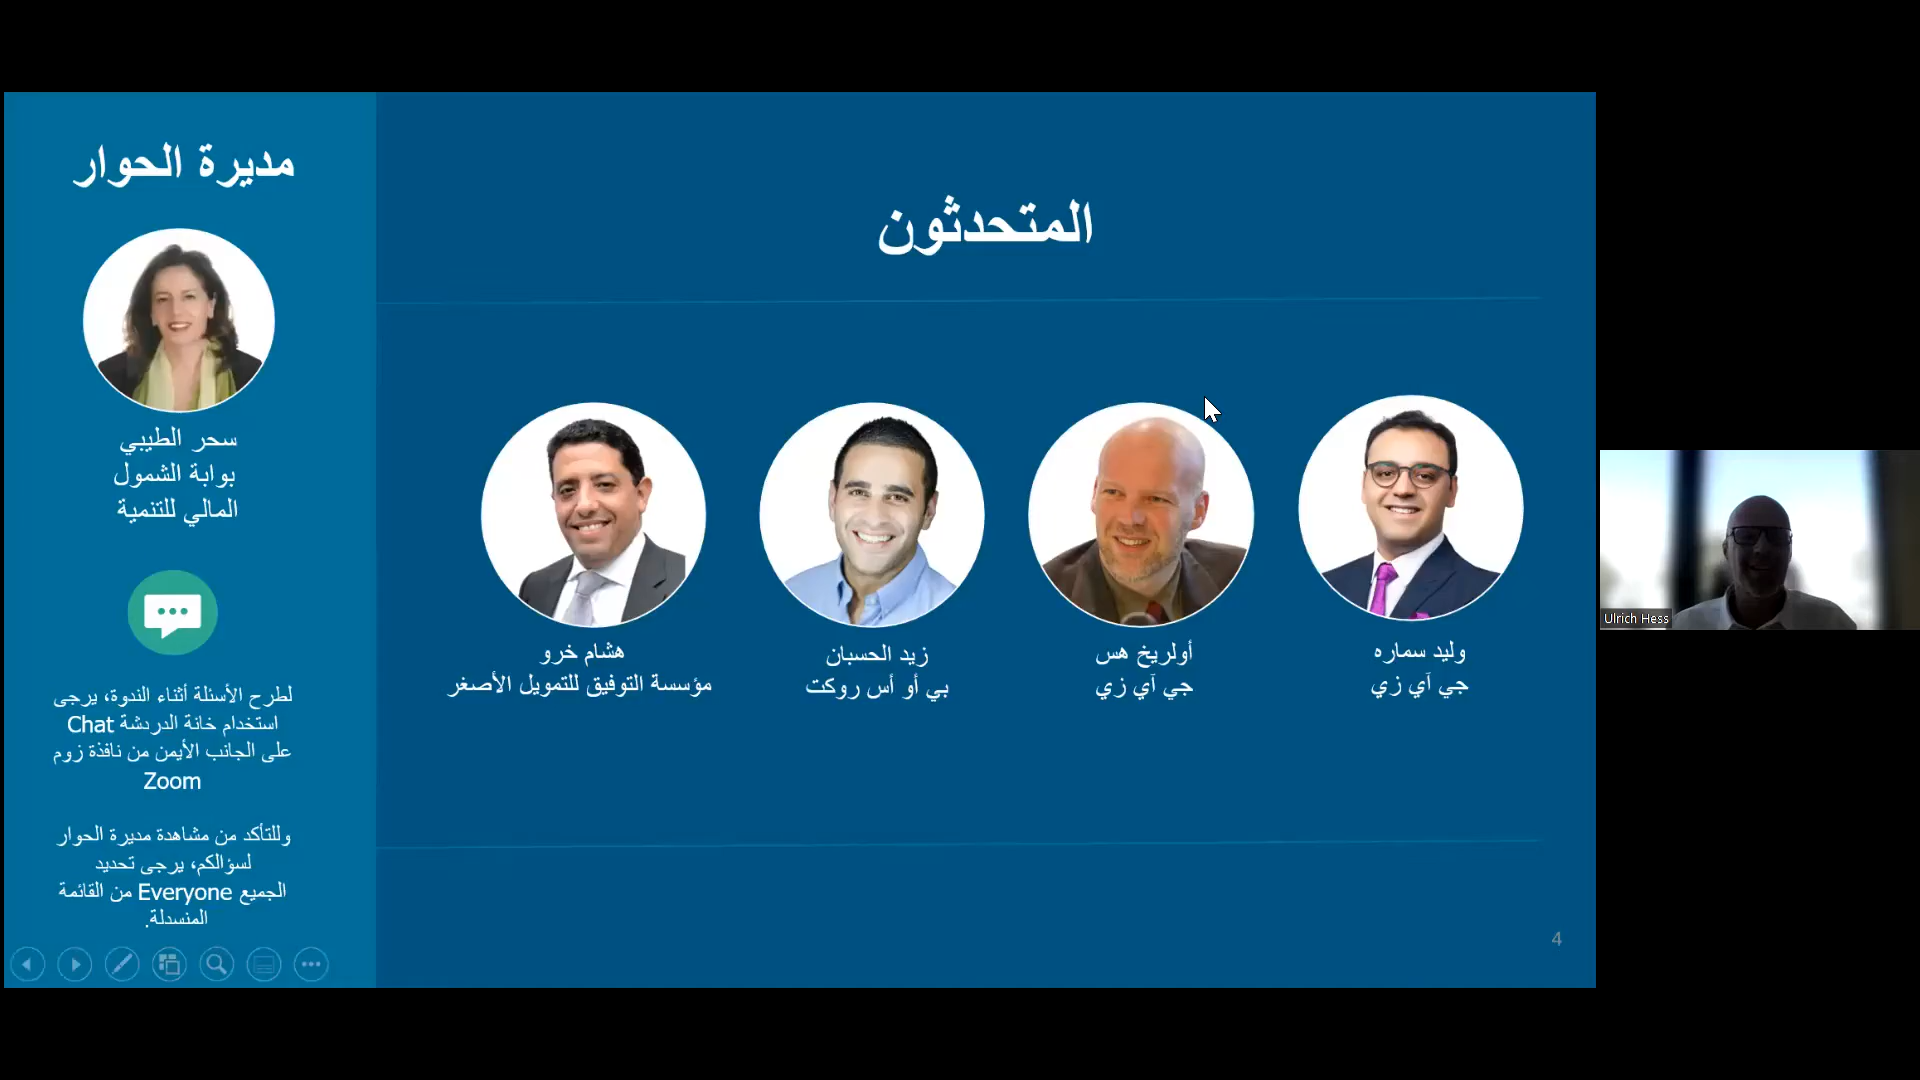 مديرة الحوار
سحر الطيبي
بوابة الشمول
المالي للتنمية
لطرح الأسئلة أثناء الندوة، يرجى
استخدام خانة الدردشة Chat
على الجانب الأيمن من نافذة زوم
Zoom
وللتأكد من مشاهدة مديرة الحوار
لسؤالكم، يرجى تحديد
الجميع Everyone من القائمة
المنسدلة.
المتحدثون
وليد سماره
جي آي زي
أولريخ هس
جي آي زي
زيد الحسبان
بي أو أس روكت
هشام خرو
مؤسسة التوفيق للتمويل الأصغر
4
Ulrich Hess